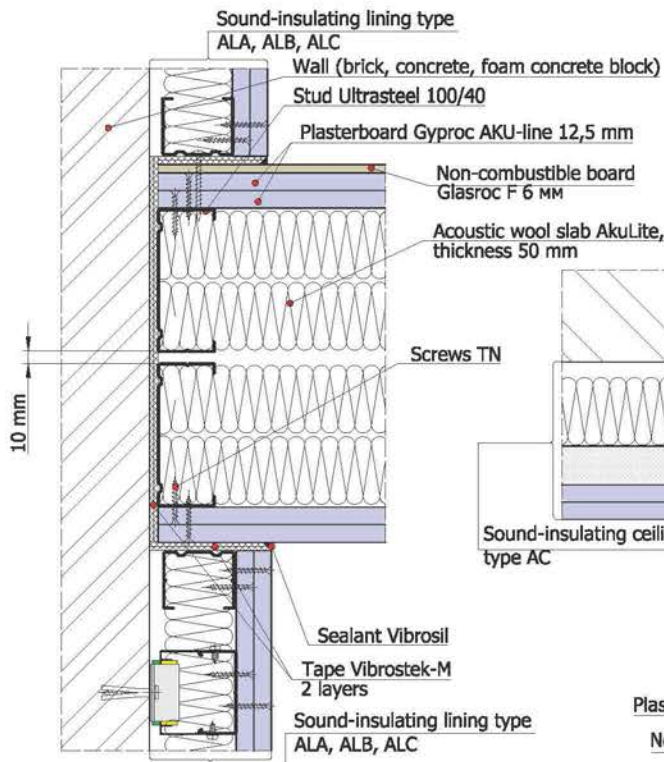 Sound-insulating lining type
ALA, ALB, ALC
Wall (brick, concrete, foam concrete block)
Stud Ultrasteel 100/40
Plasterboard Gyproc AKU-line 12,5 mm
Non-combustible board
Glasroc F 6 мм
Acoustic wool slab AkuLite,
thickness 50 mm
Screws TN
10 mm
Sound-insulating ceili
type AC
Sealant Vibrosil
Tape Vibrostek-M
2 layers
Sound-insulating lining type
ALA, ALB, ALC
Plas